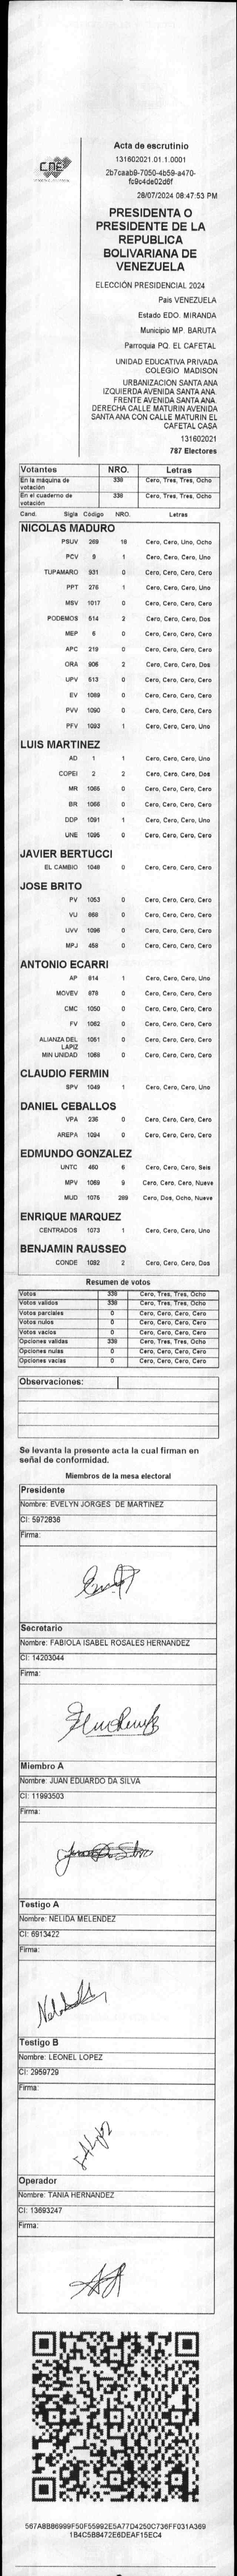 CNE
Acta de escrutinio
131602021.01.1.0001
2b7caab9-7050-4b59-a470-
fc9c4de02d6f
28/07/2024 08:47:53 PM
PRESIDENTA O
PRESIDENTE DE LA
REPUBLICA
BOLIVARIANA DE
VENEZUELA
ELECCIÓN PRESIDENCIAL 2024
País VENEZUELA
Estado EDO. MIRANDA
Municipio MP. BARUTA
Parroquia PQ. EL CAFETAL
UNIDAD EDUCATIVA PRIVADA
COLEGIO MADISON
URBANIZACION SANTA ANA
IZQUIERDA AVENIDA SANTA ANA.
FRENTE AVENIDA SANTA ANA.
DERECHA CALLE MATURIN AVENIDA
SANTA ANA CON CALLE MATURIN EL
CAFETAL CASA
131602021
787 Electores
Votantes NRO. Letras
En la máquina de votación 338 Cero, Tres, Tres, Ocho
En el cuaderno de votación 338 Cero, Tres, Tres, Ocho
Cand. Sigla Código NRO. Letras
NICOLAS MADURO
PSUV 269 18 Cero, Cero, Uno, Ocho
PCV 9 1 Cero, Cero, Cero, Uno
TUPAMARO 931 0 Cero, Cero, Cero, Cero
PPT 276 1 Cero, Cero, Cero, Uno
MSV 1017 0 Cero, Cero, Cero, Cero
PODEMOS 514 2 Cero, Cero, Cero, Dos
MEP 6 0 Cero, Cero, Cero, Cero
APC 219 0 Cero, Cero, Cero, Cero
ORA 906 2 Cero, Cero, Cero, Dos
UPV 513 0 Cero, Cero, Cero, Cero
EV 1089 0 Cero, Cero, Cero, Cero
PVV 1090 0 Cero, Cero, Cero, Cero
PFV 1093 1 Cero, Cero, Cero, Uno
LUIS MARTINEZ
AD 1 1 Cero, Cero, Cero, Uno
COPEI 2 2 Cero, Cero, Cero, Dos
MR 1065 0 Cero, Cero, Cero, Cero
BR 1066 0 Cero, Cero, Cero, Cero
DDP 1091 1 Cero, Cero, Cero, Uno
UNE 1095 0 Cero, Cero, Cero, Cero
JAVIER BERTUCCI
EL CAMBIO 1048 0 Cero, Cero, Cero, Cero
JOSE BRITO
PV 1053 0 Cero, Cero, Cero, Cero
VU 868 0 Cero, Cero, Cero, Cero
UVV 1096 0 Cero, Cero, Cero, Cero
MPJ 458 0 Cero, Cero, Cero, Cero
ANTONIO ECARRI
AP 814 1 Cero, Cero, Cero, Uno
MOVEV 878 0 Cero, Cero, Cero, Cero
CMC 1050 0 Cero, Cero, Cero, Cero
FV 1062 0 Cero, Cero, Cero, Cero
ALIANZA DEL LAPIZ 1051 0 Cero, Cero, Cero, Cero
MIN UNIDAD 1068 0 Cero, Cero, Cero, Cero
CLAUDIO FERMIN
SPV 1049 1 Cero, Cero, Cero, Uno
DANIEL CEBALLOS
VPA 236 0 Cero, Cero, Cero, Cero
AREPA 1094 0 Cero, Cero, Cero, Cero
EDMUNDO GONZALEZ
UNTC 460 6 Cero, Cero, Cero, Seis
MPV 1069 9 Cero, Cero, Cero, Nueve
MUD 1075 289 Cero, Dos, Ocho, Nueve
ENRIQUE MARQUEZ
CENTRADOS 1073 1 Cero, Cero, Cero, Uno
BENJAMIN RAUSSEO
CONDE 1092 2 Cero, Cero, Cero, Dos
Resumen de votos
Votos 338 Cero, Tres, Tres, Ocho
Votos validos 338 Cero, Tres, Tres, Ocho
Votos parciales 0 Cero, Cero, Cero, Cero
Votos nulos 0 Cero, Cero, Cero, Cero
Votos vacios 0 Cero, Cero, Cero, Cero
Opciones validas 338 Cero, Tres, Tres, Ocho
Opciones nulas 0 Cero, Cero, Cero, Cero
Opciones vacias 0 Cero, Cero, Cero, Cero
Observaciones:
Se levanta la presente acta la cual firman en
señal de conformidad.
Miembros de la mesa electoral
Presidente
Nombre: EVELYN JORGES DE MARTINEZ
CI: 5972836
Firma:
Secretario
Nombre: FABIOLA ISABEL ROSALES HERNANDEZ
CI: 14203044
Firma:
Miembro A
Nombre: JUAN EDUARDO DA SILVA
CI: 11993503
Firma:
Testigo A
Nombre: NELIDA MELENDEZ
CI: 6913422
Firma:
Testigo B
Nombre: LEONEL LOPEZ
CI: 2959729
Firma:
Operador
Nombre: TANIA HERNANDEZ
CI: 13693247
Firma:
567A8B86999F50F55992E5A77D4250C736FF031A369
1B4C5B8472E6DEAF15EC4